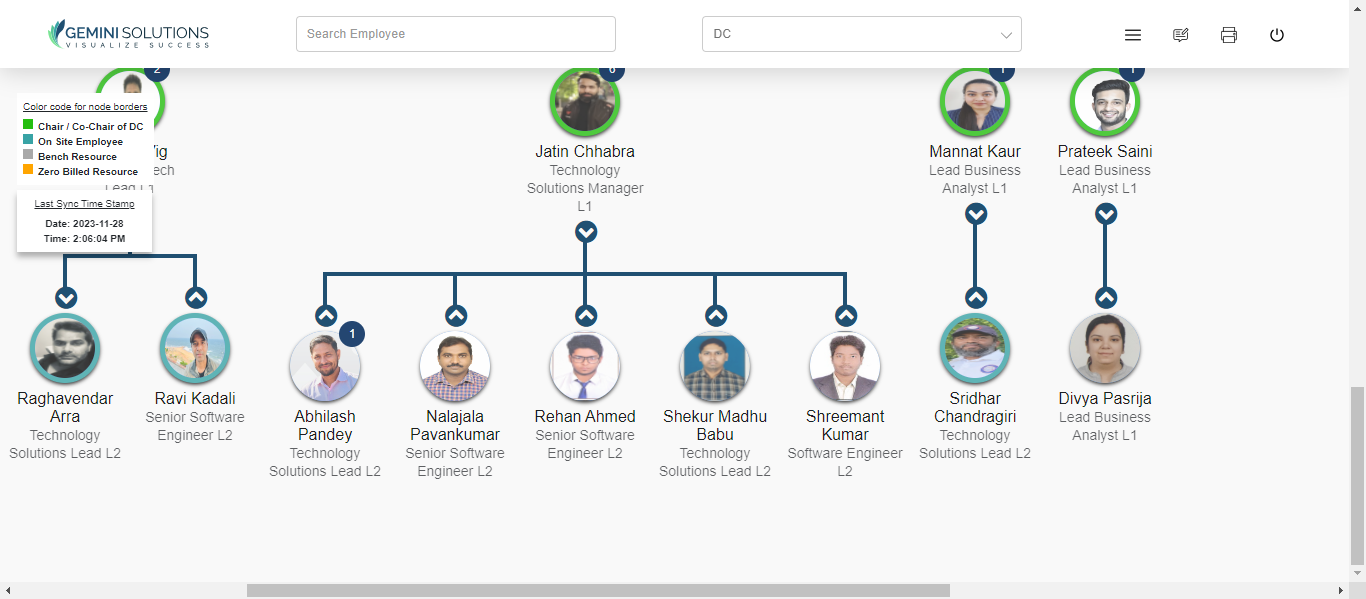 GEMINI SOLUTIONS
VISUALIZE SUCCESS
Search Employee
DC
2
6
1
1
Color code for node borders
Chair / Co-Chair of DC
On Site Employee
Bench Resource
Zero Billed Resource
Last Sync Time Stamp
Date: 2023-11-28
Time: 2:06:04 PM
Jatin Chhabra
Technology
Solutions Manager
L1
Mannat Kaur
Lead Business
Analyst L1
Prateek Saini
Lead Business
Analyst L1
Raghavendar
Arra
Technology
Solutions Lead L2
Ravi Kadali
Senior Software
Engineer L2
1
Abhilash
Pandey
Technology
Solutions Lead L2
Nalajala
Pavankumar
Senior Software
Engineer L2
Rehan Ahmed
Senior Software
Engineer L2
Shekur Madhu
Babu
Technology
Solutions Lead L2
Shreemant
Kumar
Software Engineer
L2
Sridhar
Chandragiri
Technology
Solutions Lead L2
Divya Pasrija
Lead Business
Analyst L1